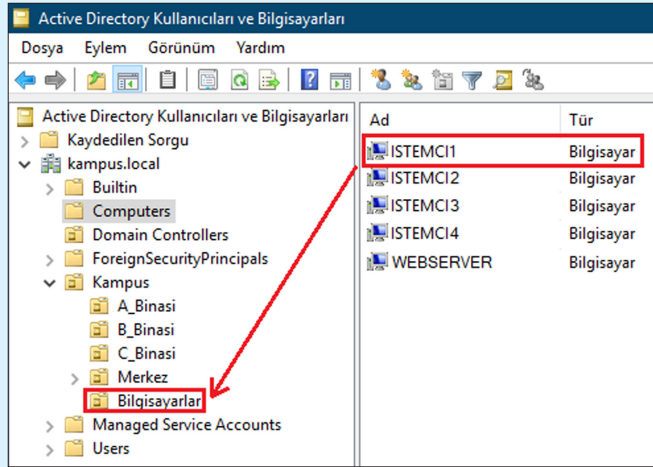 Active Directory Kullanıcıları ve Bilgisayarları
Dosya Eylem Görünüm Yardım
Active Directory Kullanıcıları ve Bilgisayarları
Kaydedilen Sorgu
kampus.local
Builtin
Computers
Domain Controllers
ForeignSecurityPrincipals
Kampus
A_Binasi
B_Binasi
C_Binasi
Merkez
Bilgisayarlar
Managed Service Accounts
Users
Ad Tür
ISTEMCI1 Bilgisayar
ISTEMCI2 Bilgisayar
ISTEMCI3 Bilgisayar
ISTEMCI4 Bilgisayar
WEBSERVER Bilgisayar